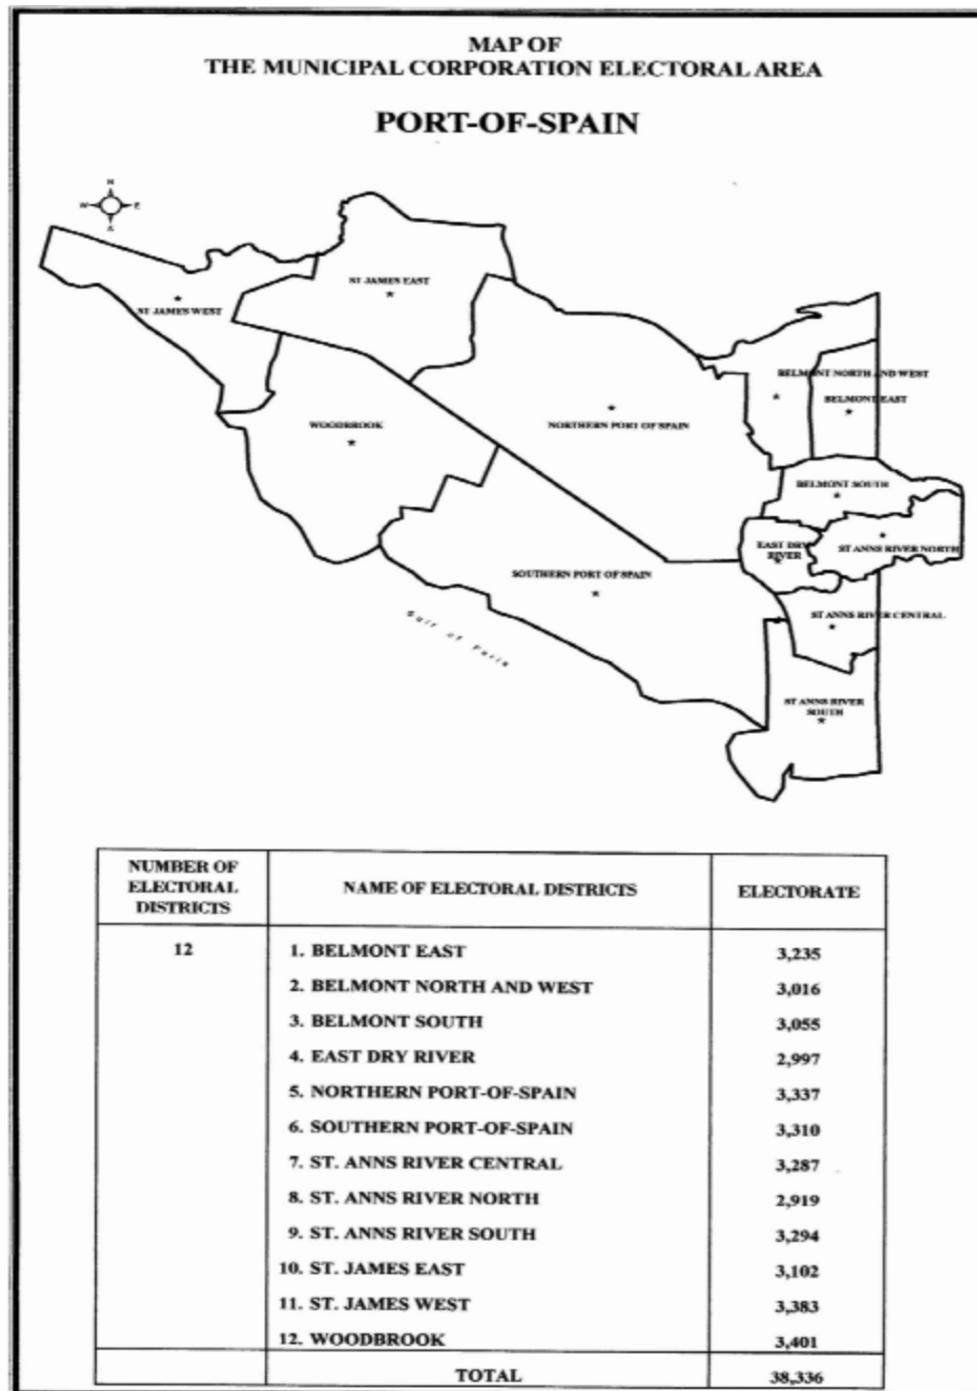 MAP OF
THE MUNICIPAL CORPORATION ELECTORAL AREA
PORT-OF-SPAIN
N
W E
ST JAMES EAST
ST JAMES WEST
BELMONT NORTH AND WEST
BELMONT EAST
WOODBROOK
NORTHERN PORT OF SPAIN
BELMONT SOUTH
EAST DRY
RIVER
ST ANNS RIVER NORTH
SOUTHERN PORT OF SPAIN
ST ANNS RIVER CENTRAL
Gulf of Paria
ST ANNS RIVER
SOUTH
NUMBER OF
ELECTORAL
DISTRICTS
NAME OF ELECTORAL DISTRICTS
ELECTORATE
12
1. BELMONT EAST 3,235
2. BELMONT NORTH AND WEST 3,016
3. BELMONT SOUTH 3,055
4. EAST DRY RIVER 2,997
5. NORTHERN PORT-OF-SPAIN 3,337
6. SOUTHERN PORT-OF-SPAIN 3,310
7. ST. ANNS RIVER CENTRAL 3,287
8. ST. ANNS RIVER NORTH 2,919
9. ST. ANNS RIVER SOUTH 3,294
10. ST. JAMES EAST 3,102
11. ST. JAMES WEST 3,383
12. WOODBROOK 3,401
TOTAL 38,336